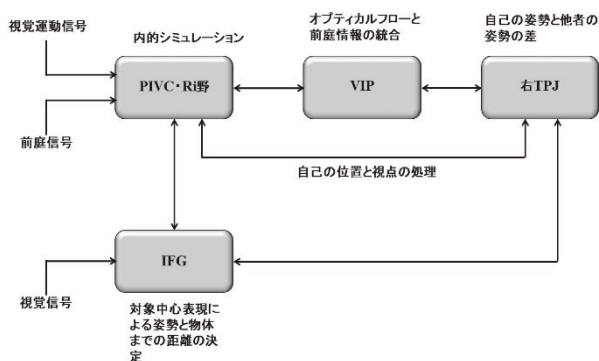 視覚運動信号
内的シミュレーション
オプティカルフローと
前庭情報の統合
自己の姿勢と他者の
姿勢の差
PIVC・Ri野
VIP
右TPJ
前庭信号
自己の位置と視点の処理
IFG
視覚信号
対象中心表現に
よる姿勢と物体
までの距離の決
定